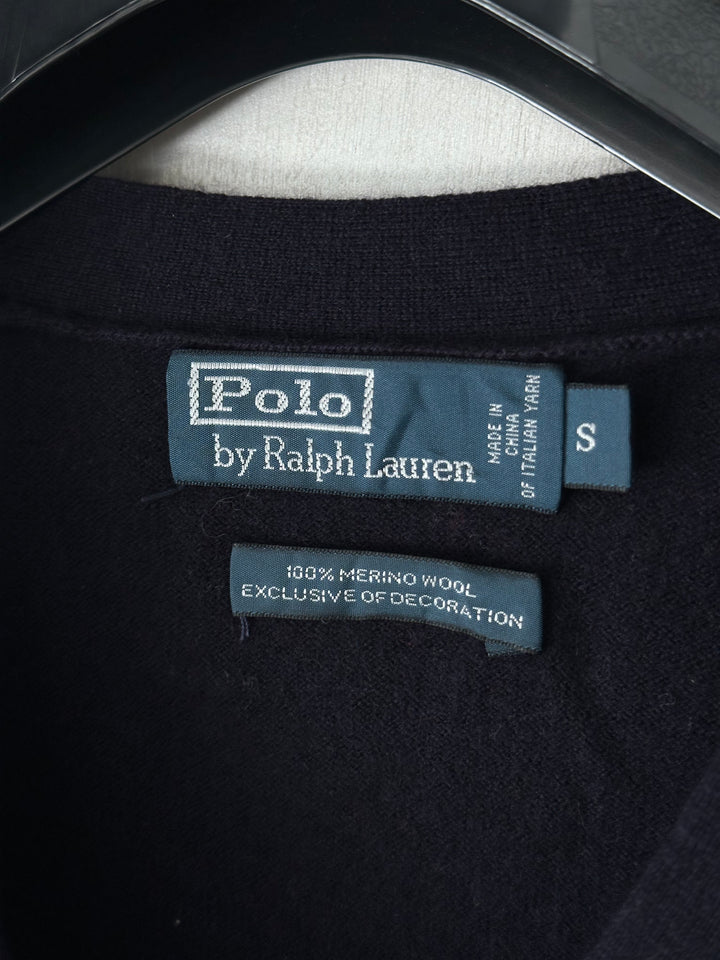 Polo
by Ralph Lauren
MADE IN
CHINA
OF ITALIAN YARN
S
100% MERINO WOOL
EXCLUSIVE OF DECORATION